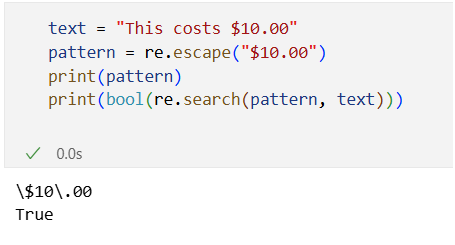 text = "This costs $10.00"
pattern = re.escape("$10.00")
print(pattern)
print(bool(re.search(pattern, text)))
0.0s
\$10\.00
True